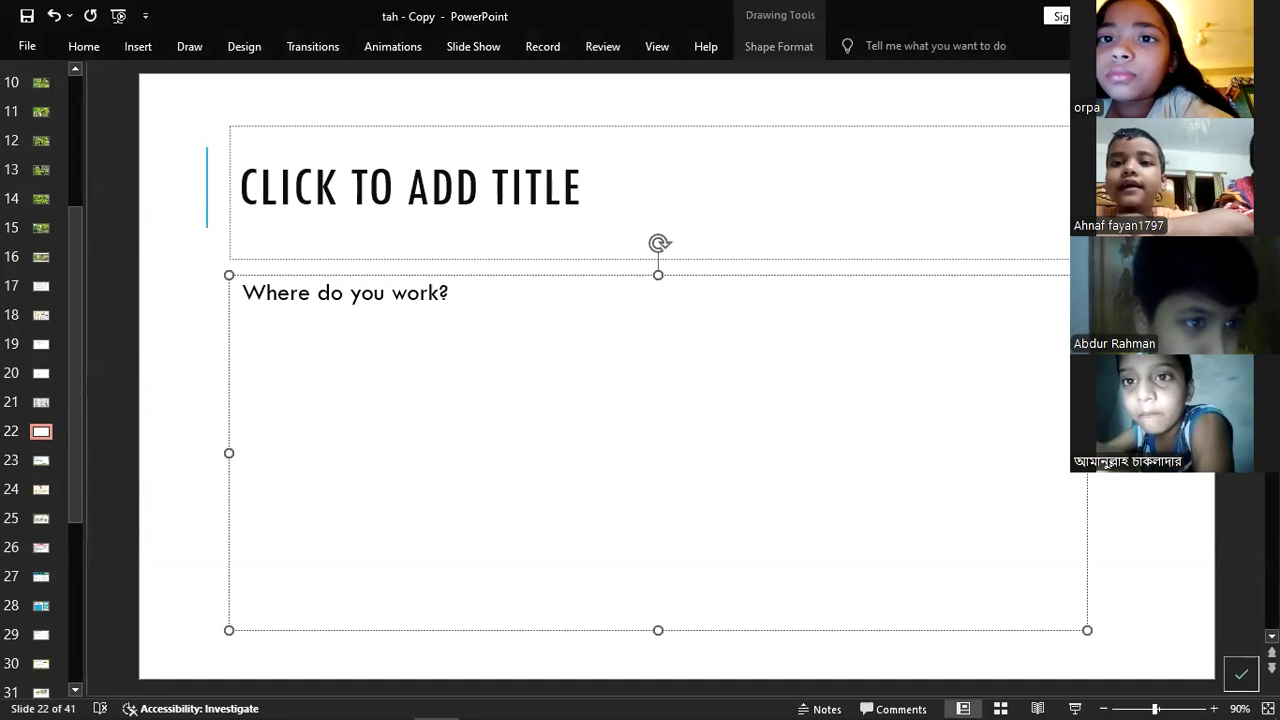 tah - Copy - PowerPoint
Drawing Tools
File Home Insert Draw Design Transitions Animations Slide Show Record Review View Help Shape Format Tell me what you want to do
10
11
12
13
14
15
16
17
18
19
20
21
22
23
24
25
26
27
28
29
30
31
CLICK TO ADD TITLE
Where do you work?
orpa
Ahnaf fayan1797
Abdur Rahman
আমানুল্লাহ চাকলাদার
Slide 22 of 41 Accessibility: Investigate Notes Comments 90%